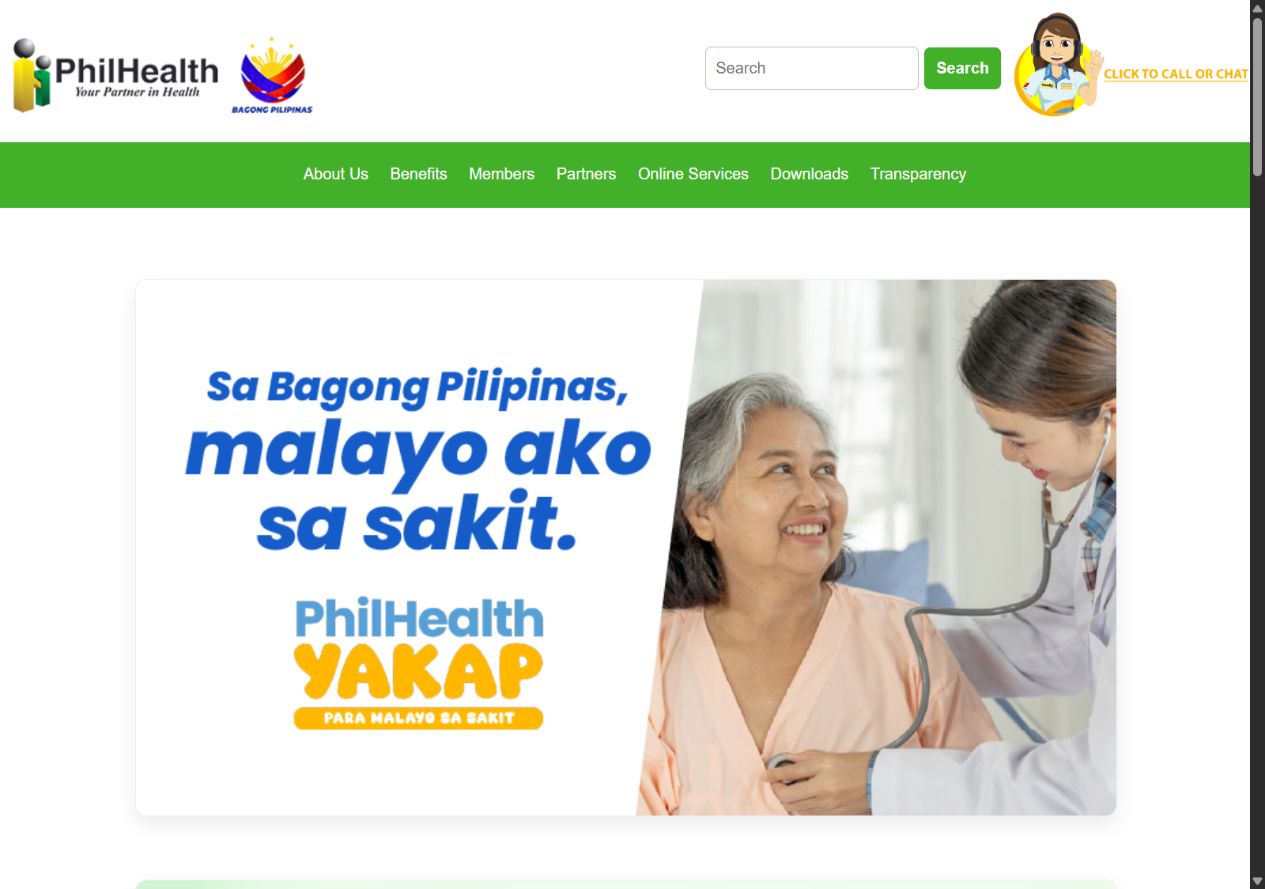 PhilHealth
Your Partner in Health
BAGONG PILIPINAS
Search
Search
CLICK TO CALL OR CHAT
About Us
Benefits
Members
Partners
Online Services
Downloads
Transparency
Sa Bagong Pilipinas,
malayo ako
sa sakit.
PhilHealth
YAKAP
PARA MALAYO SA SAKIT